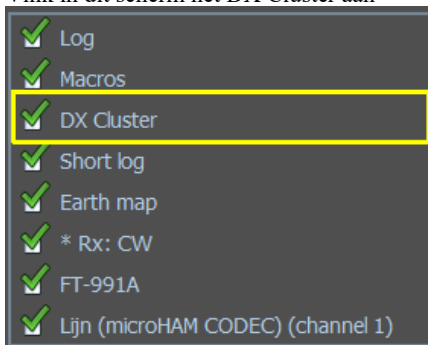 Vink in dit scherm het DX Cluster aan
Log
Macros
DX Cluster
Short log
Earth map
* Rx: CW
FT-991A
Lijn (microHAM CODEC) (channel 1)